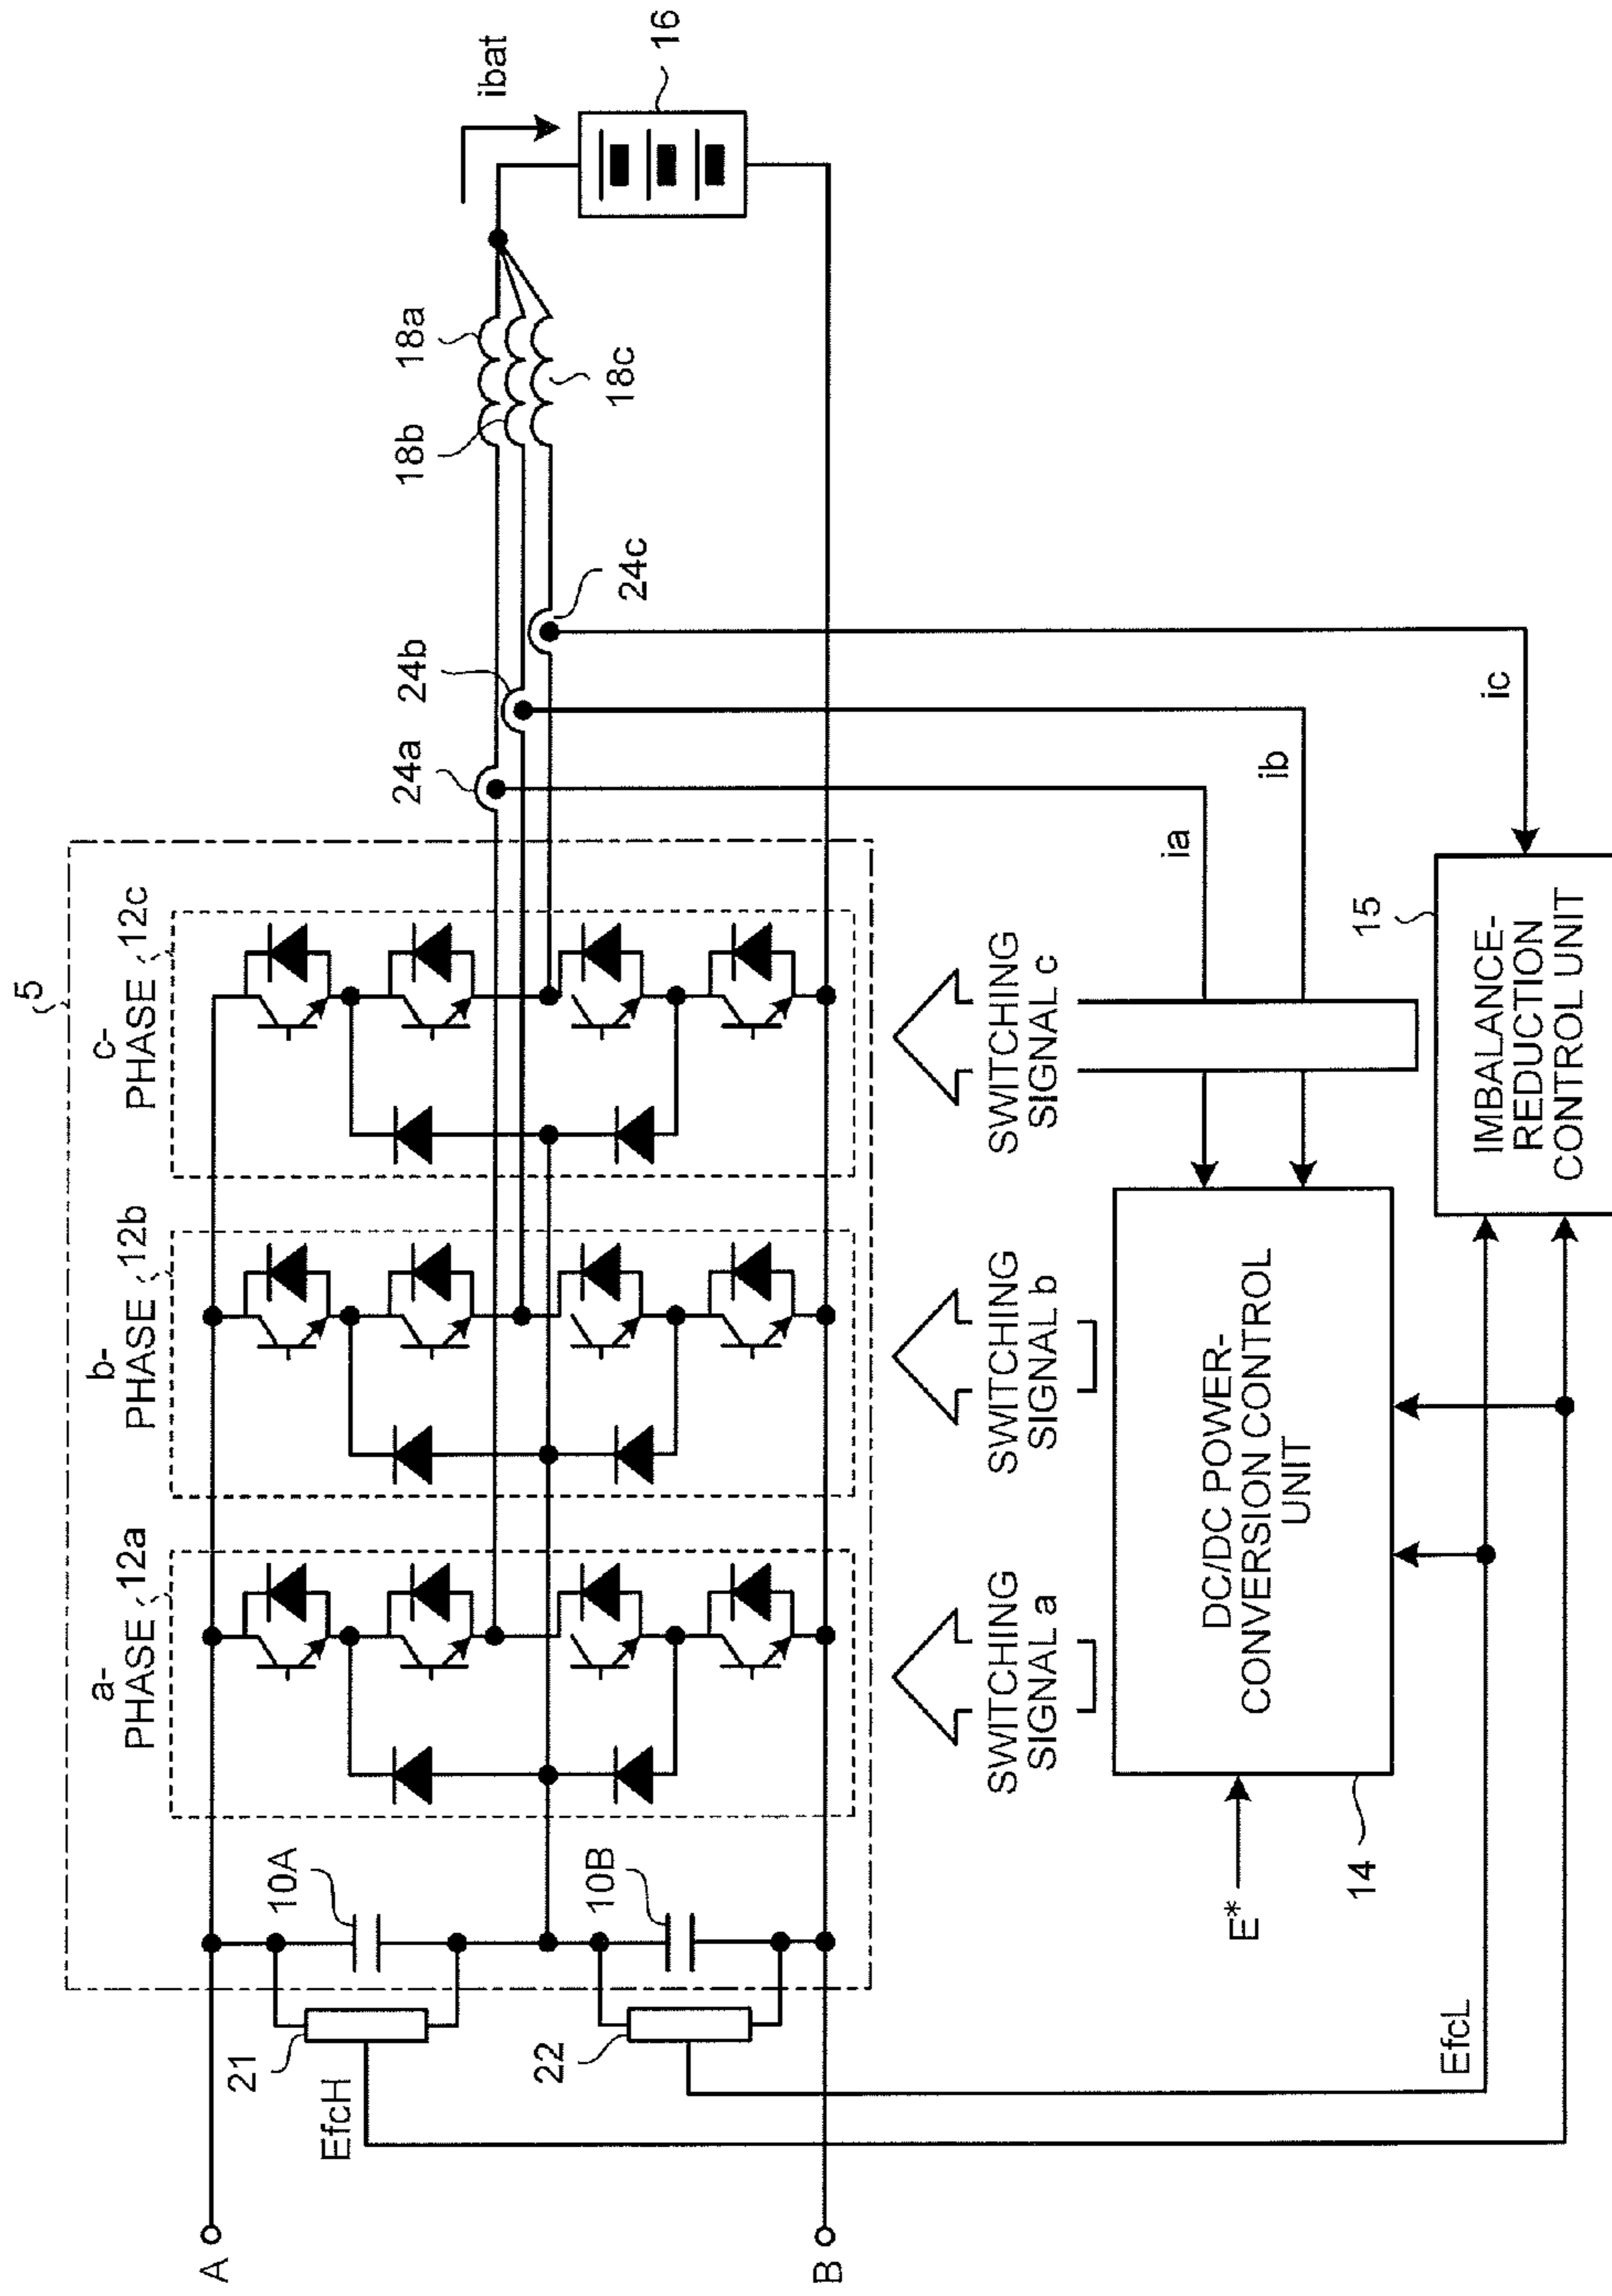 5
a-
PHASE
12a
b-
PHASE
12b
c-
PHASE
12c
A
B
21
EfcH
22
10A
10B
24a
24b
24c
18b
18a
18c
ibat
16
SWITCHING
SIGNAL a
SWITCHING
SIGNAL b
SWITCHING
SIGNAL c
ia
ib
ic
E*
14
DC/DC POWER-
CONVERSION CONTROL
UNIT
15
IMBALANCE-
REDUCTION
CONTROL UNIT
EfcL